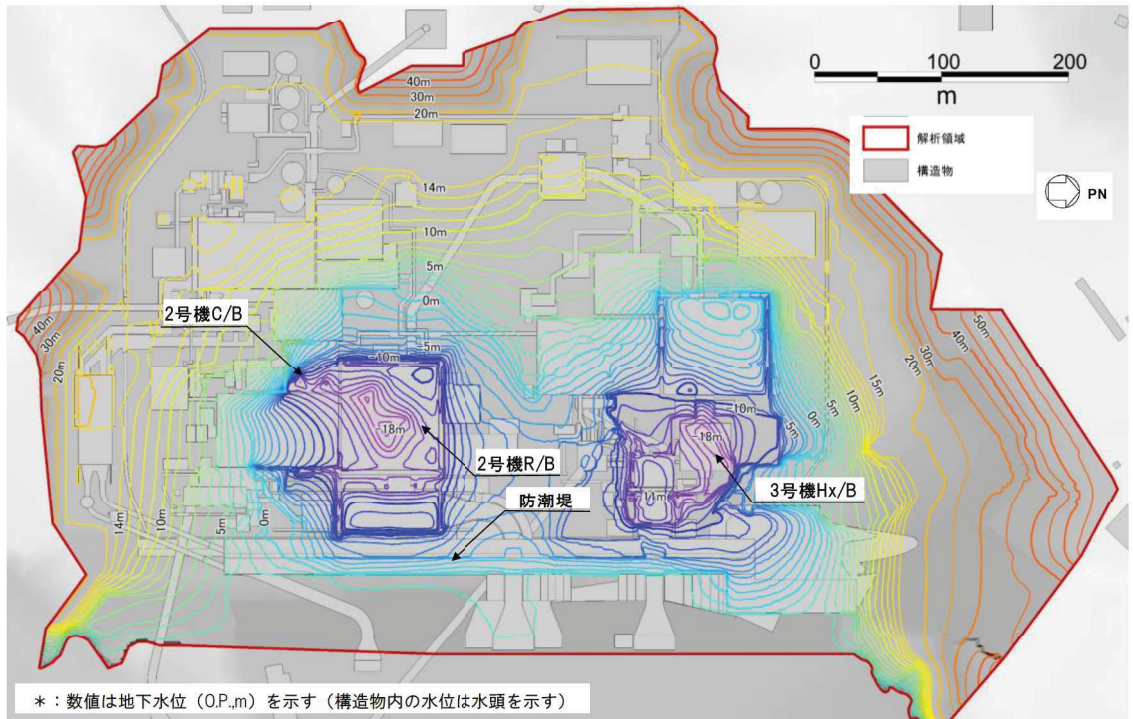 0 100 200
m
解析領域
構造物
PN
40m
30m
20m
14m
10m
5m
0m
-5m
-10m
2号機C/B
-18m
2号機R/B
防潮堤
-10m
-18m
-11m
3号機Hx/B
-5m
0m
5m
10m
15m
20m
30m
40m
50m
40m
30m
20m
14m
10m
5m
0m
*：数値は地下水位（O.P.,m）を示す（構造物内の水位は水頭を示す）